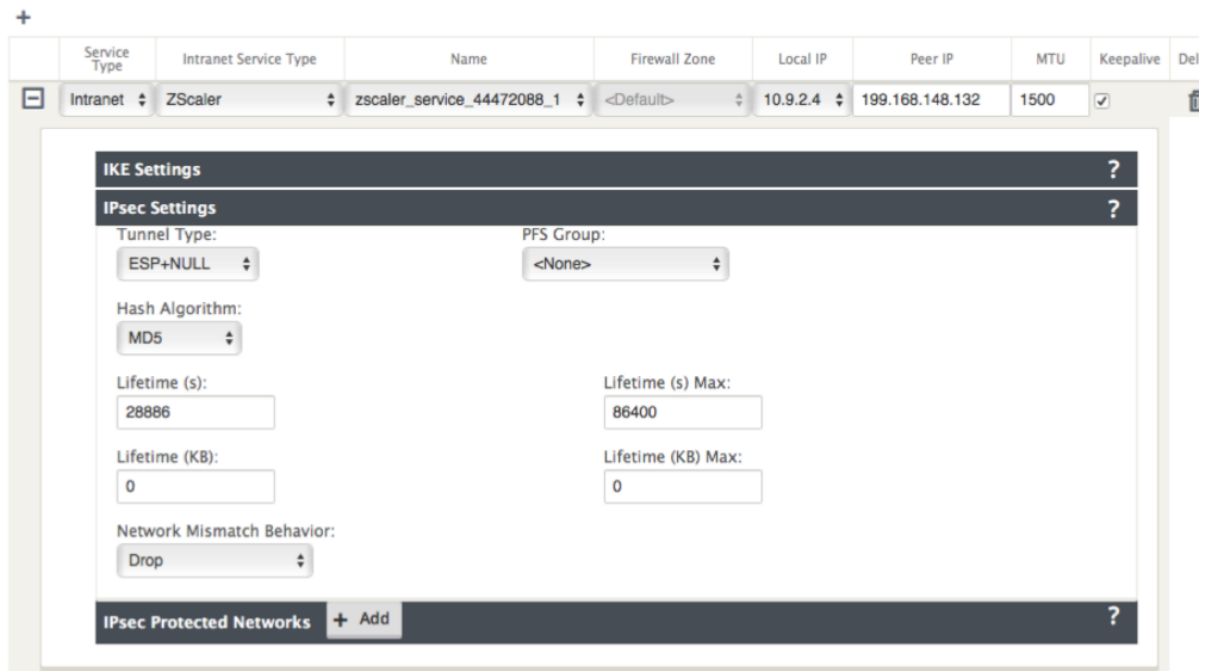 +
Service Type Intranet Service Type Name Firewall Zone Local IP Peer IP MTU Keepalive Del
Intranet ZScaler zscaler_service_44472088_1 <Default> 10.9.2.4 199.168.148.132 1500
IKE Settings ?
IPsec Settings ?
Tunnel Type: PFS Group:
ESP+NULL <None>
Hash Algorithm:
MD5
Lifetime (s): Lifetime (s) Max:
28886 86400
Lifetime (KB): Lifetime (KB) Max:
0 0
Network Mismatch Behavior:
Drop
IPsec Protected Networks + Add ?